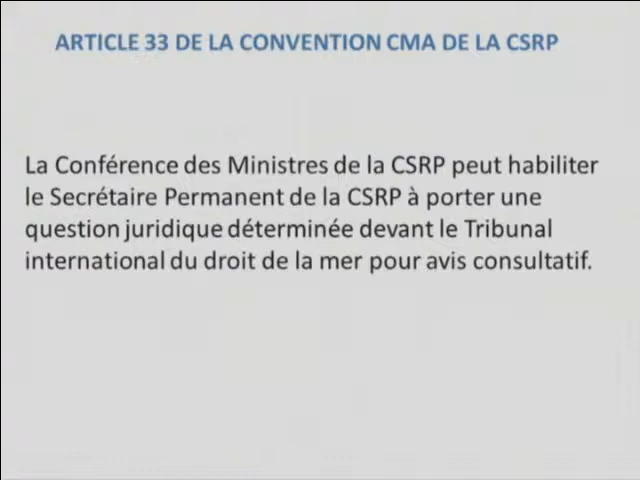 ARTICLE 33 DE LA CONVENTION CMA DE LA CSRP
La Conférence des Ministres de la CSRP peut habiliter
le Secrétaire Permanent de la CSRP à porter une
question juridique déterminée devant le Tribunal
international du droit de la mer pour avis consultatif.